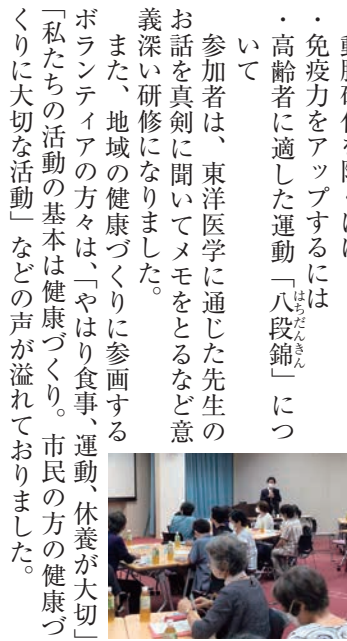 ・免疫力をアップするには
・高齢者に適した運動「八段錦」につ
はちだんきん
いて
参加者は、東洋医学に通じた先生の
お話を真剣に聞いてメモをとるなど意
義深い研修になりました。
また、地域の健康づくりに参画する
ボランティアの方々は、「やはり食事、運動、休養が大切」
「私たちの活動の基本は健康づくり。市民の方の健康づ
くりに大切な活動」などの声が溢れておりました。